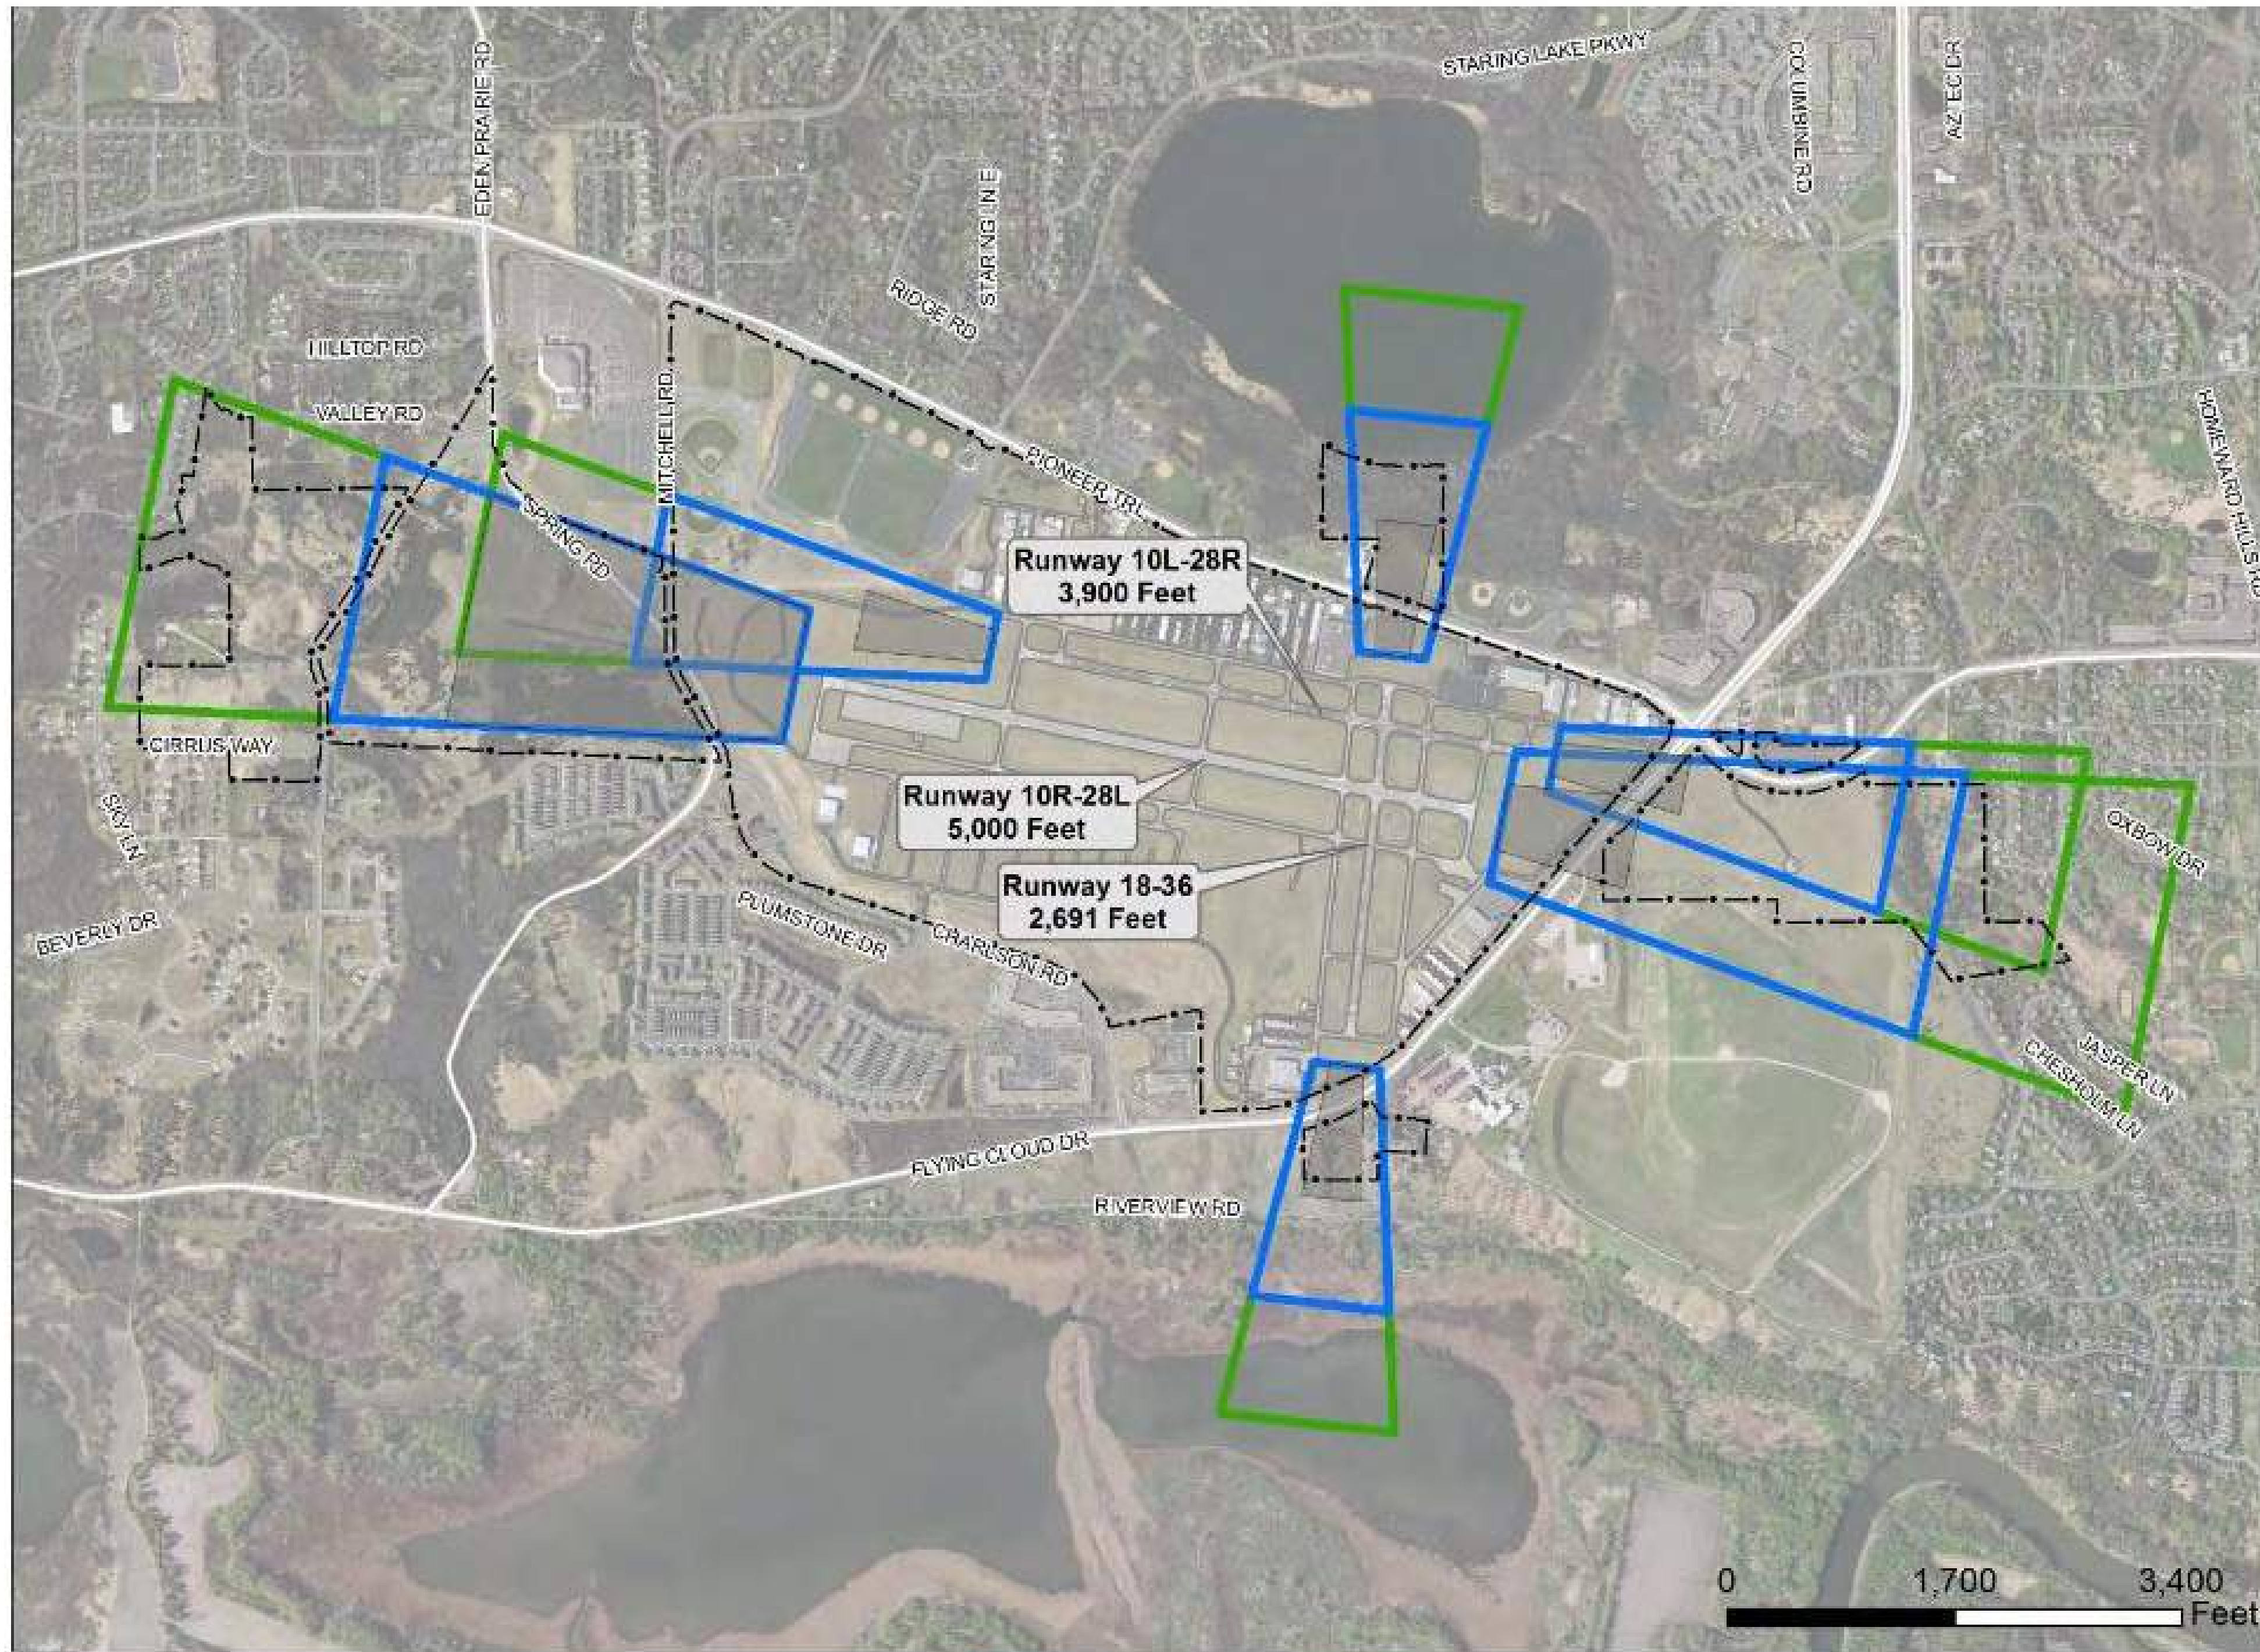 STARING LAKE PKWY
COLUMBINE RD
AZTEC DR
EDEN PRAIRIE RD
STARING LN E
RIDGE RD
HILLTOP RD
VALLEY RD
MITCHELL RD
HOMEWARD HILLS RD
PIONEER TRL
SPRING RD
Runway 10L-28R
3,900 Feet
CIRRUS WAY
SKY LN
Runway 10R-28L
5,000 Feet
OXBOW DR
Runway 18-36
2,691 Feet
BEVERLY DR
PLUMSTONE DR
CHARLSON RD
JASPER LN
CHESHOLM LN
FLYING CLOUD DR
RIVERVIEW RD
0 1,700 3,400
Feet